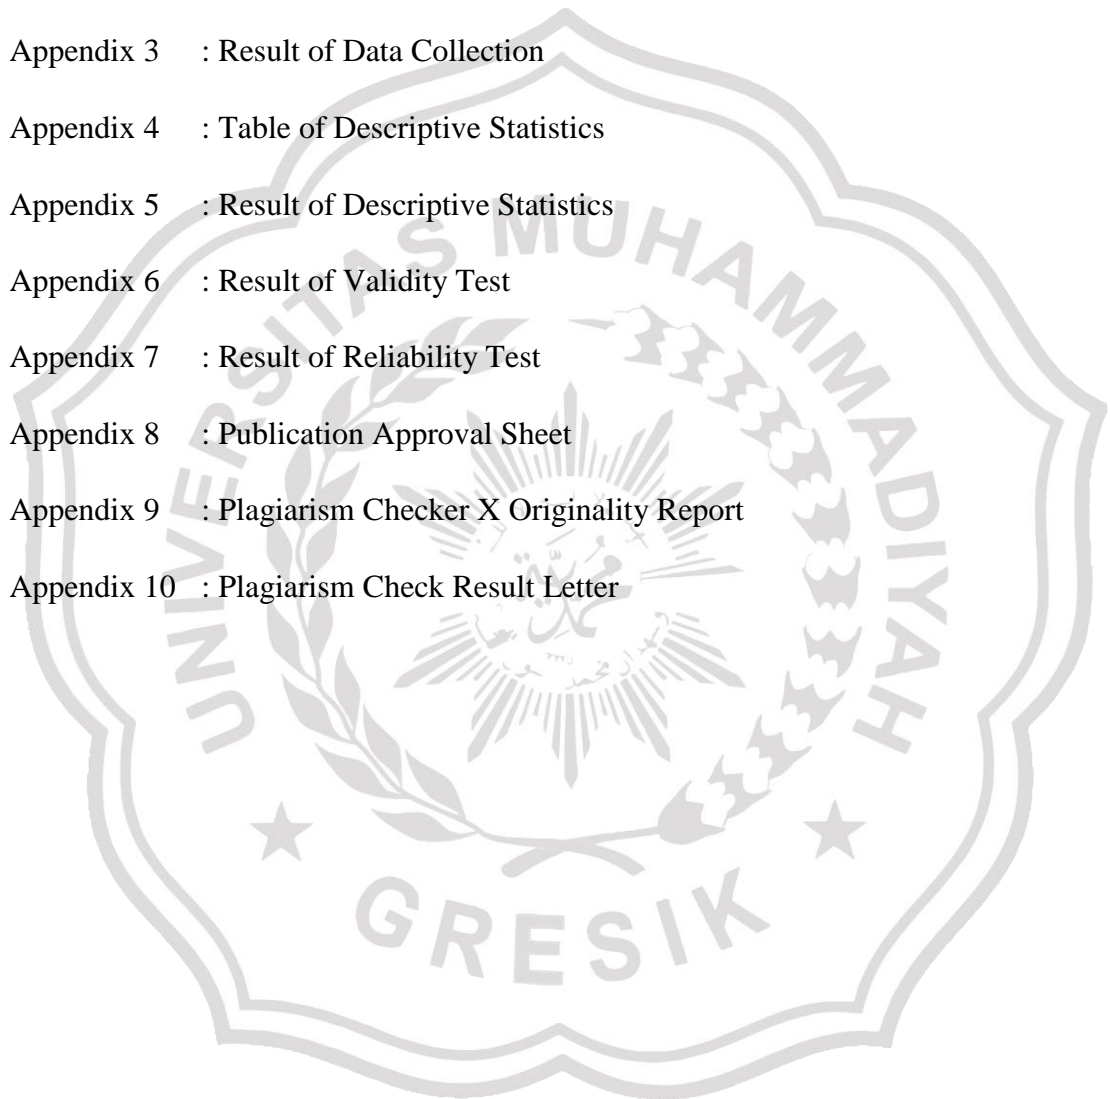 Appendix 3 : Result of Data Collection
Appendix 4 : Table of Descriptive Statistics
Appendix 5 : Result of Descriptive Statistics
Appendix 6 : Result of Validity Test
Appendix 7 : Result of Reliability Test
Appendix 8 : Publication Approval Sheet
Appendix 9 : Plagiarism Checker X Originality Report
Appendix 10 : Plagiarism Check Result Letter
UNIVERSITAS MUHAMMADIYAH
GRESIK